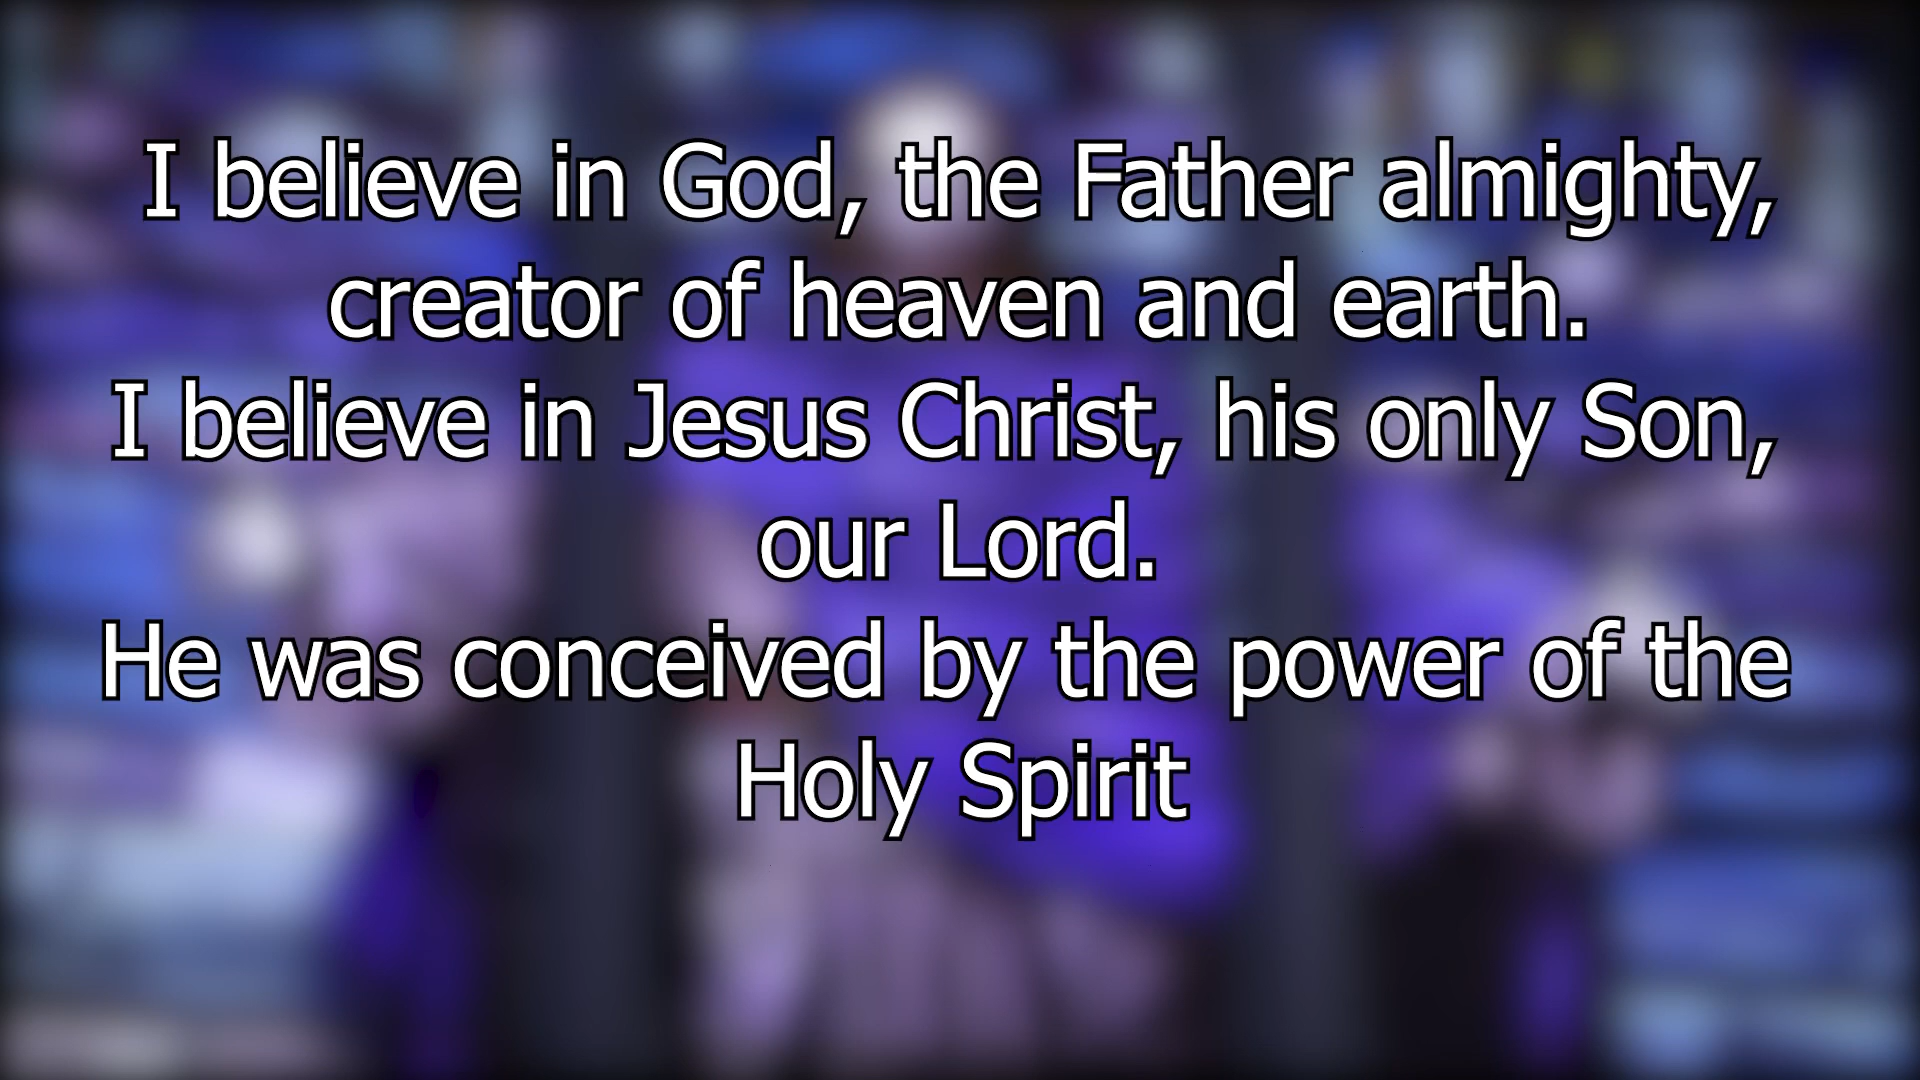 I believe in God, the Father almighty,
creator of heaven and earth.
I believe in Jesus Christ, his only Son,
our Lord.
He was conceived by the power of the
Holy Spirit